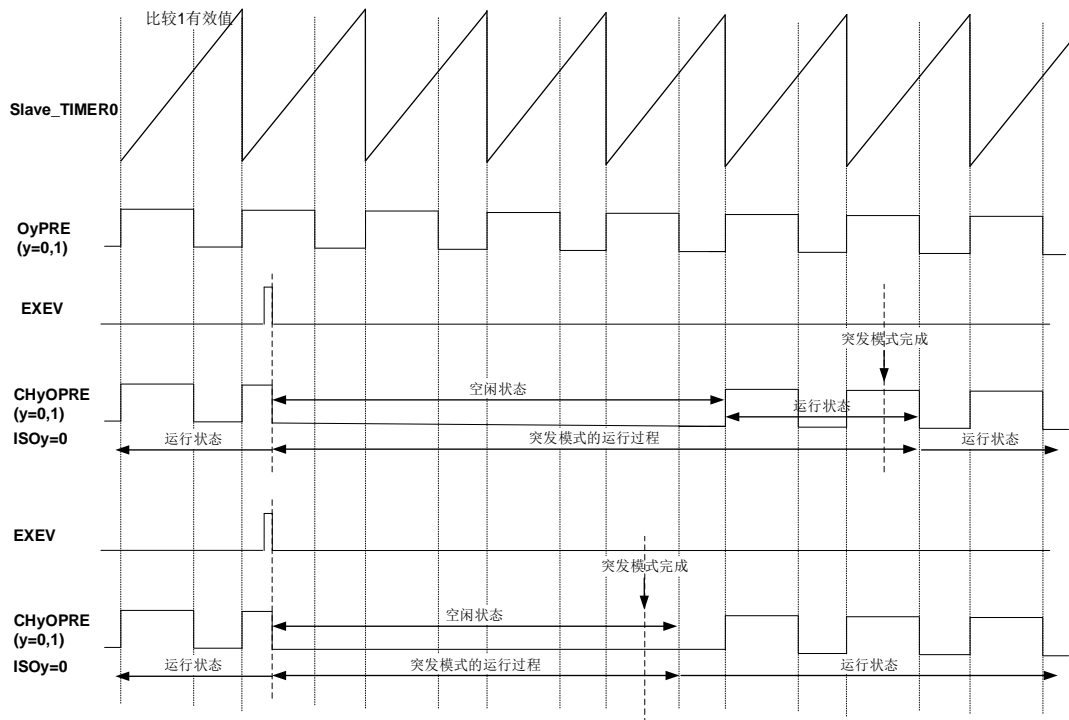 比较1有效值
Slave_TIMER0
OyPRE
(y=0,1)
EXEV
突发模式完成
CHyOPRE
(y=0,1)
ISOy=0
空闲状态
运行状态
运行状态
突发模式的运行过程
运行状态
EXEV
突发模式完成
CHyOPRE
(y=0,1)
ISOy=0
空闲状态
运行状态
突发模式的运行过程
运行状态